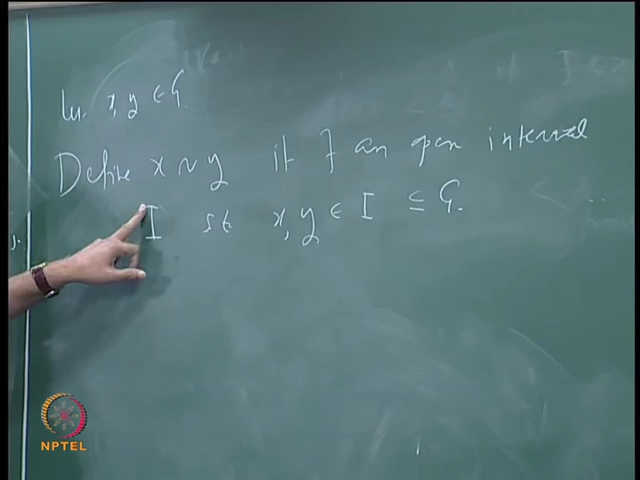 Let x, y ∈ G.
Define x ~ y if ∃ an open interval
I st x, y ∈ I ⊆ G.
NPTEL